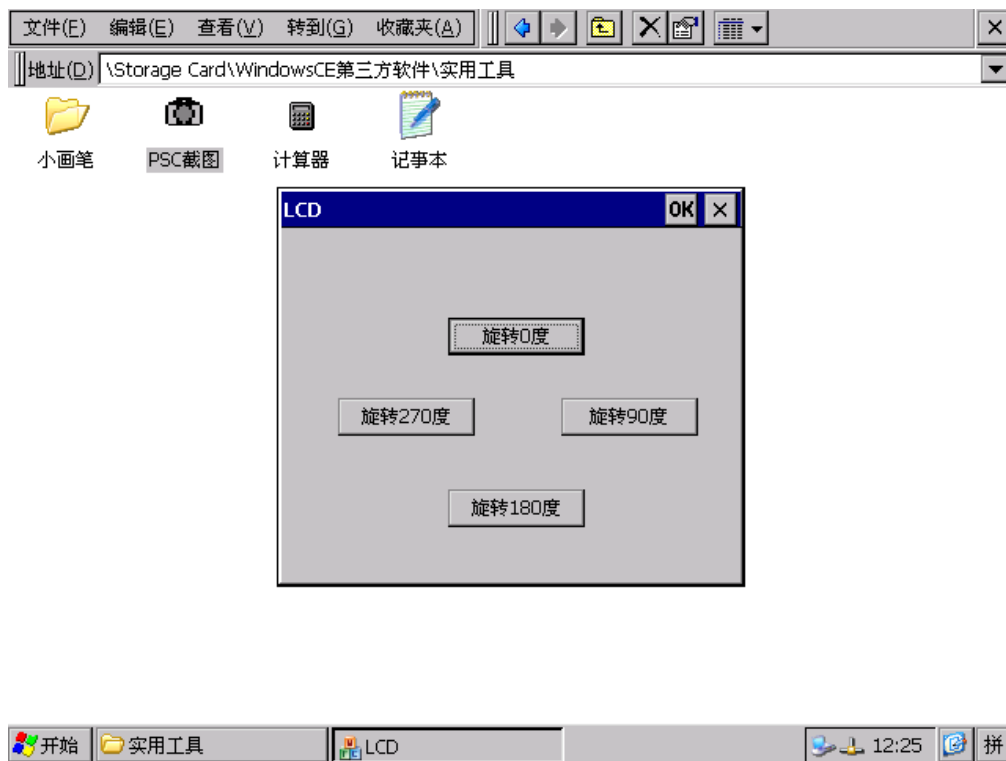 文件(F) 编辑(E) 查看(V) 转到(G) 收藏夹(A)
地址(D) \Storage Card\WindowsCE第三方软件\实用工具
小画笔 PSC截图 计算器 记事本
LCD OK
旋转0度
旋转270度 旋转90度
旋转180度
开始 实用工具 LCD 12:25 拼